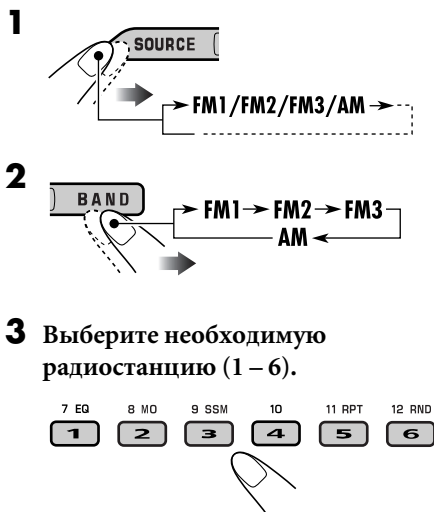 1
SOURCE
FM1/FM2/FM3/AM
2
BAND
FM1 FM2 FM3
AM
3 Выберите необходимую
радиостанцию (1 – 6).
7 EQ 8 MO 9 SSM 10 11 RPT 12 RND
1 2 3 4 5 6